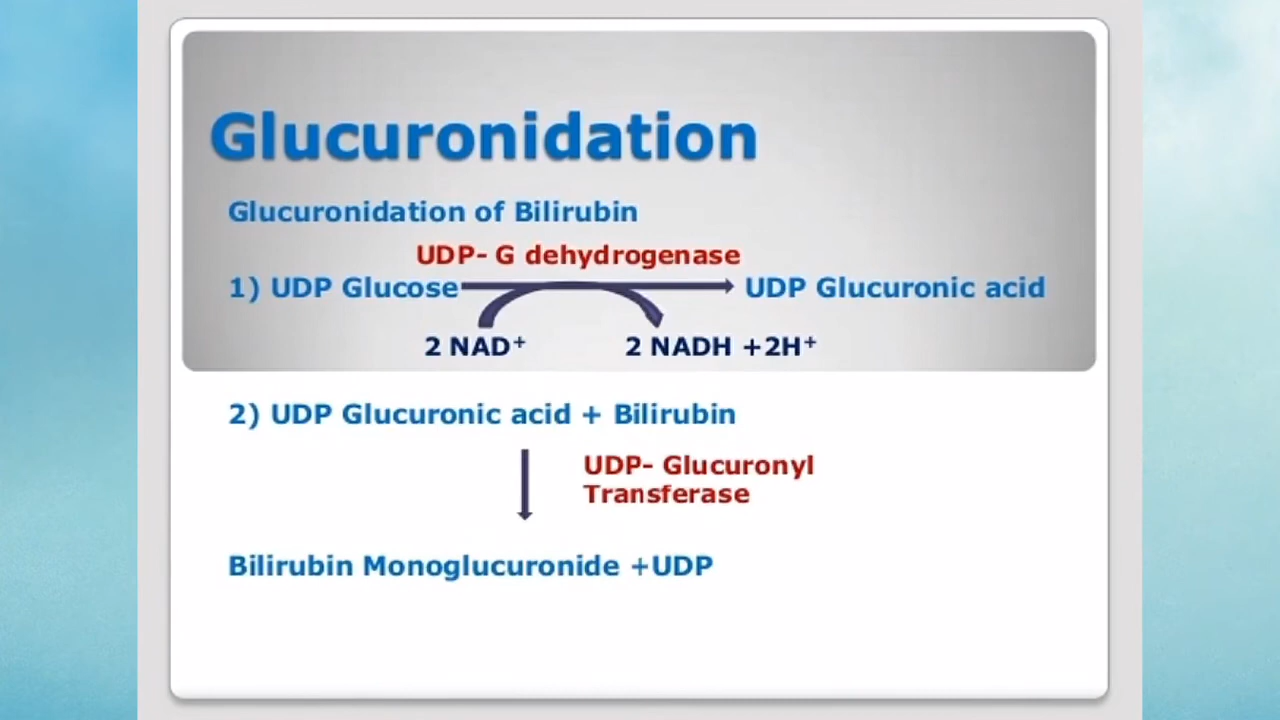 Glucuronidation
Glucuronidation of Bilirubin
UDP- G dehydrogenase
1) UDP Glucose UDP Glucuronic acid
2 NAD⁺ 2 NADH +2H⁺
2) UDP Glucuronic acid + Bilirubin
UDP- Glucuronyl
Transferase
Bilirubin Monoglucuronide +UDP